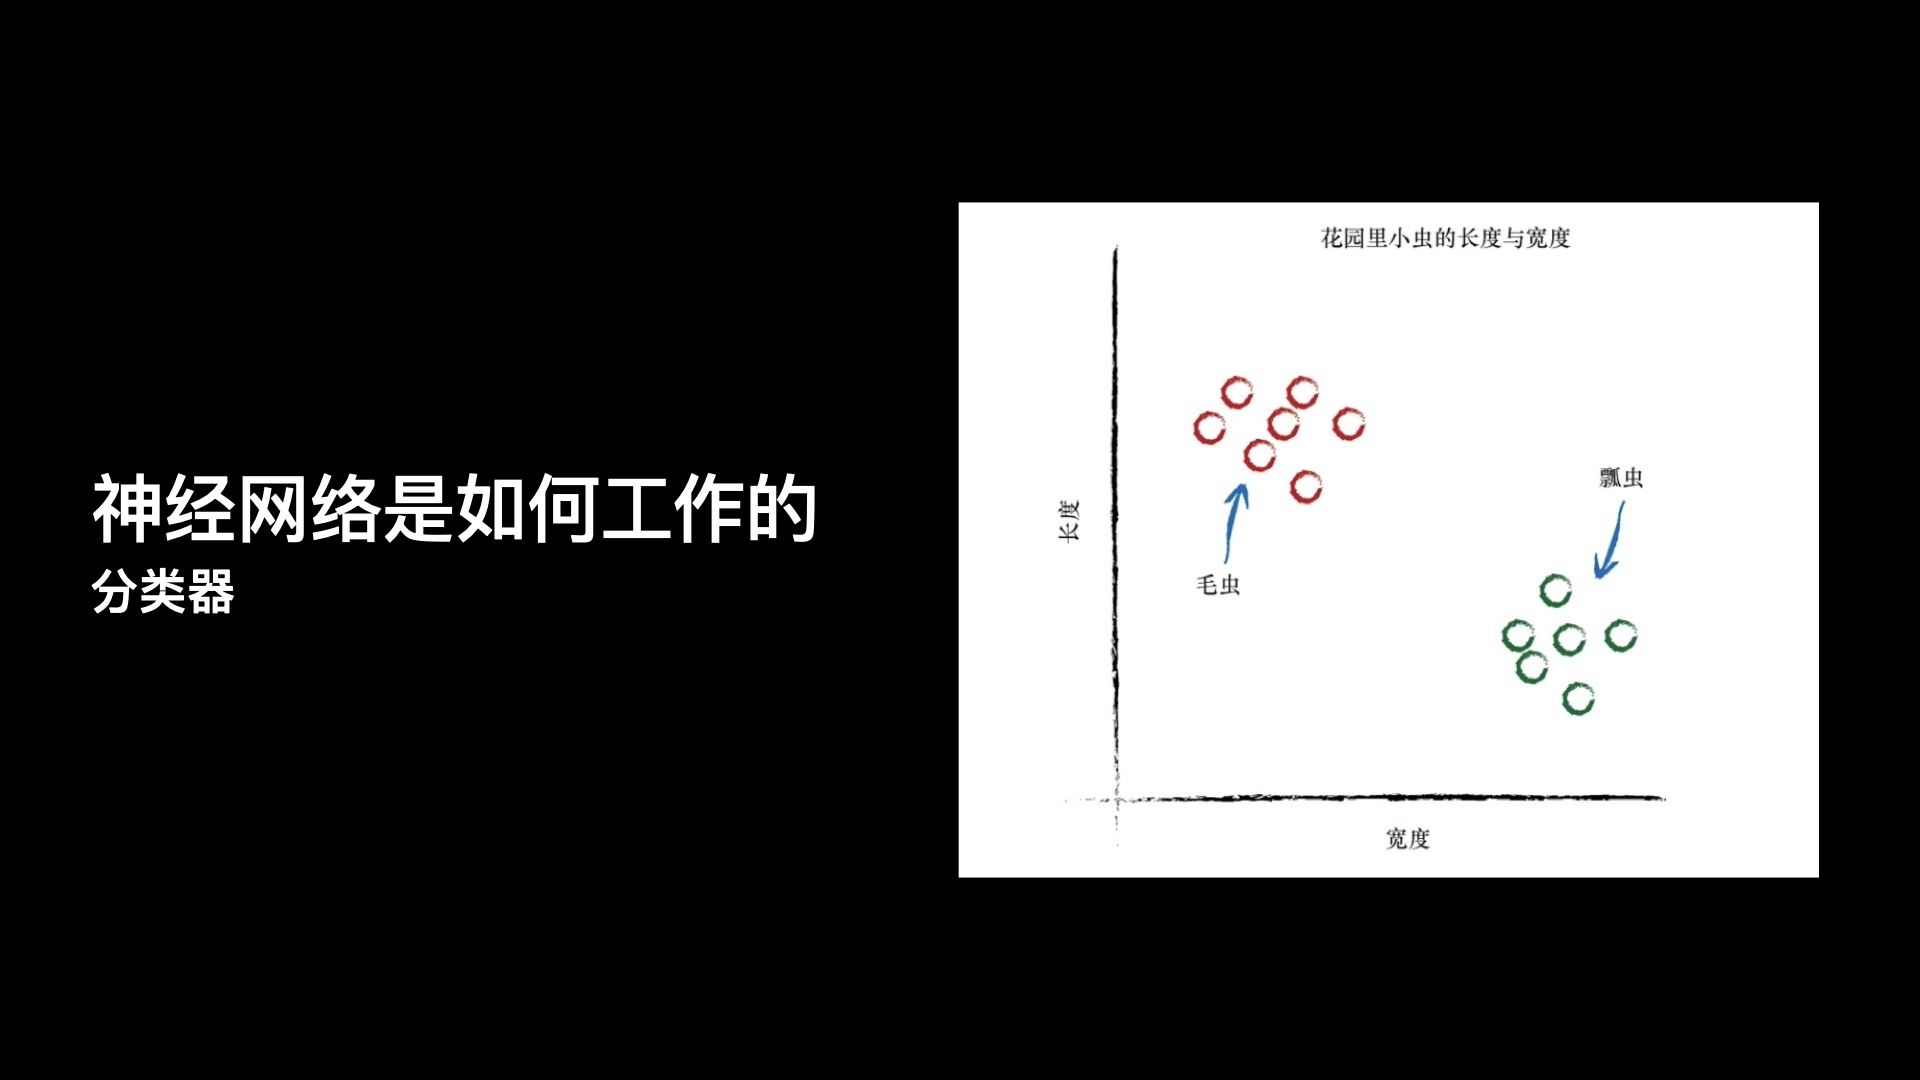 神经网络是如何工作的
分类器
花园里小虫的长度与宽度
长度
毛虫
瓢虫
宽度